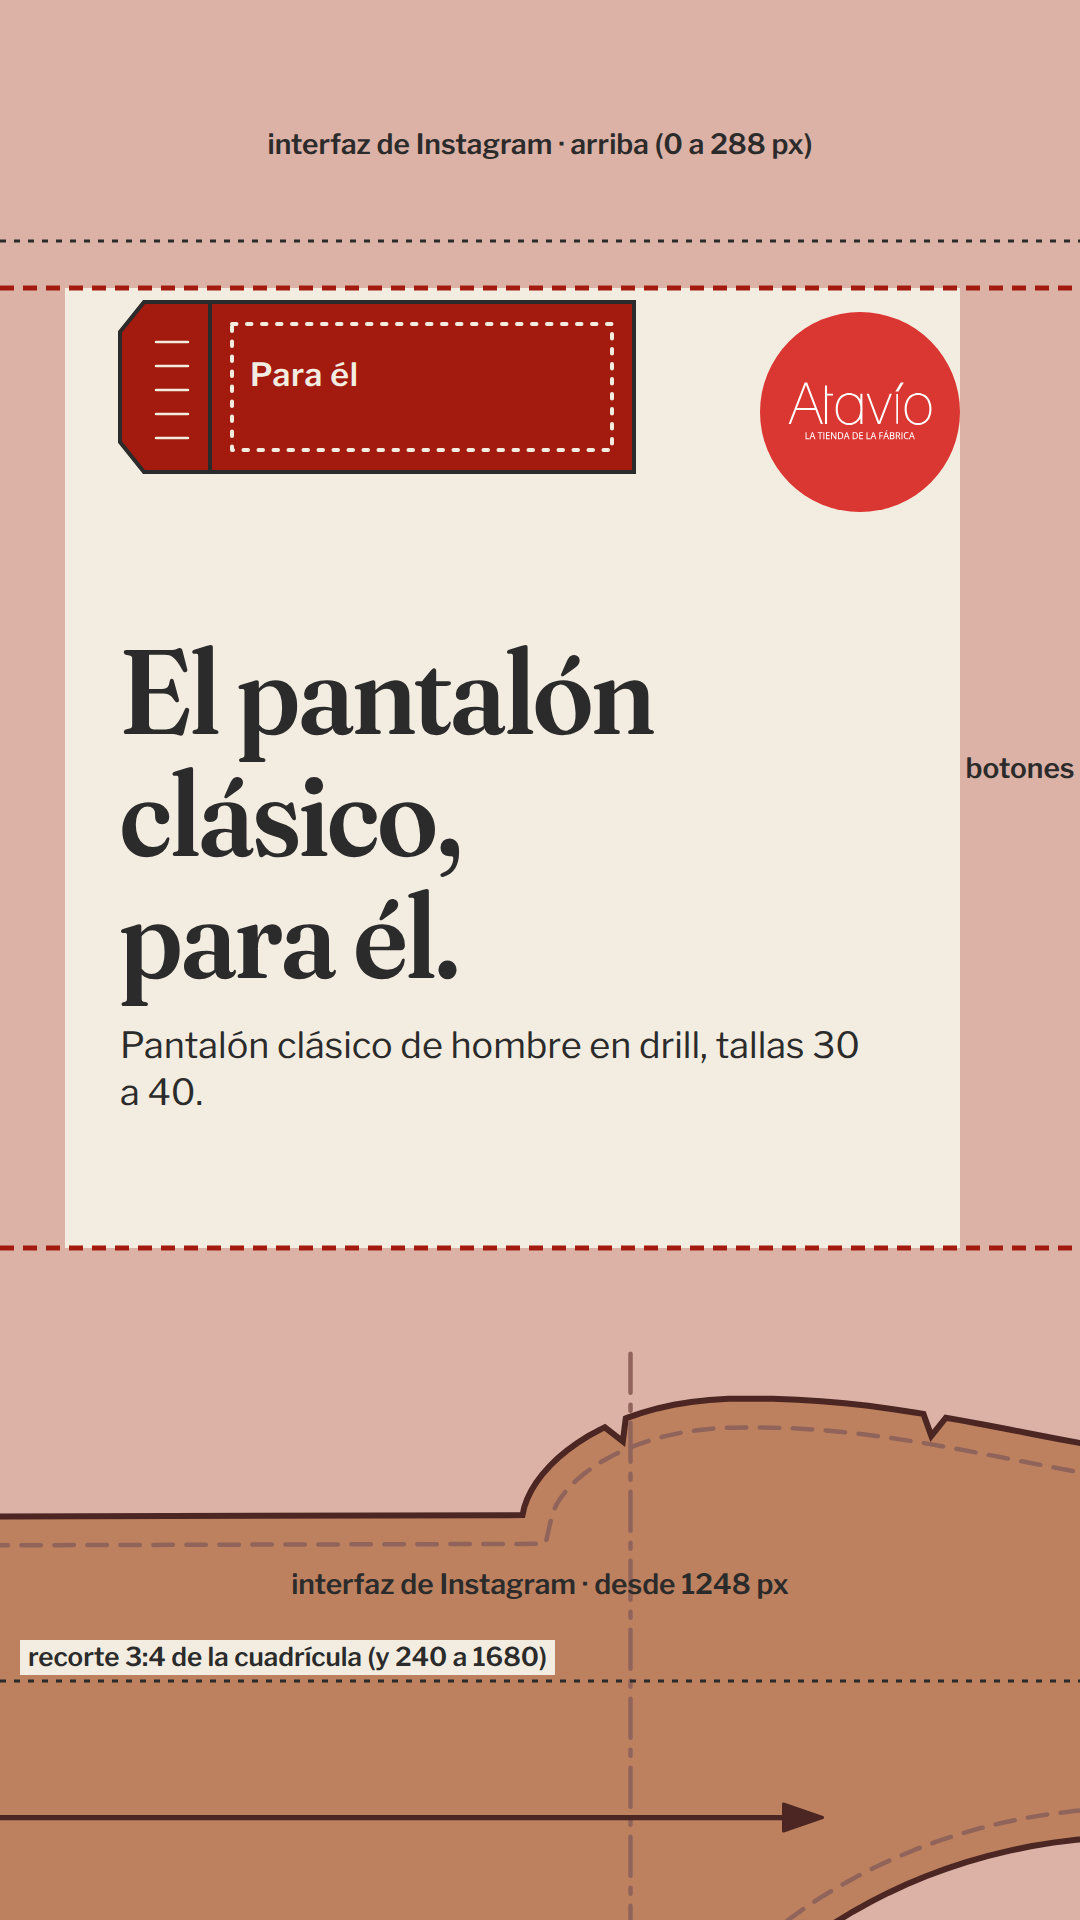 interfaz de Instagram · arriba (0 a 288 px)
Para él
Atavío
LA TIENDA DE LA FÁBRICA
El pantalón
clásico,
para él.
botones
Pantalón clásico de hombre en drill, tallas 30
a 40.
interfaz de Instagram · desde 1248 px
recorte 3:4 de la cuadrícula (y 240 a 1680)